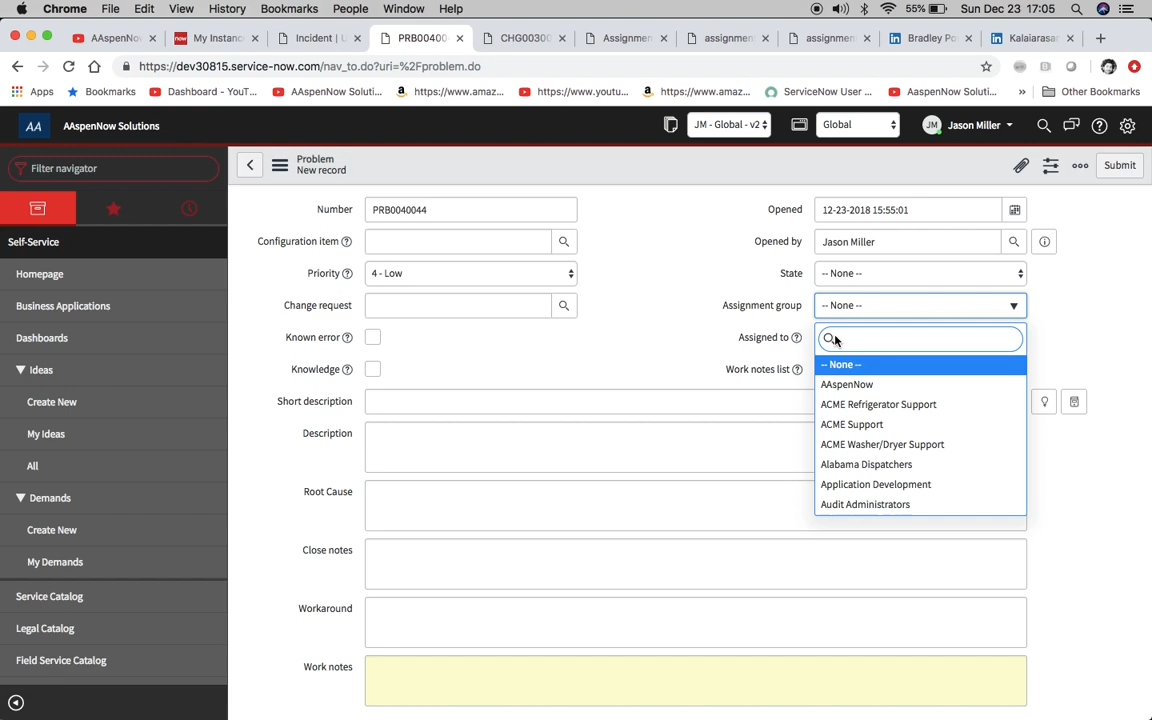 Chrome File Edit View History Bookmarks People Window Help 55% Sun Dec 23 17:05
AAspenNow My Instanc Incident | U PRB0040 CHG00300 Assignmen assignmen assignmen Bradley Po Kalaiarasa
https://dev30815.service-now.com/nav_to.do?uri=%2Fproblem.do
Apps Bookmarks Dashboard - YouT... AAspenNow Soluti... https://www.amaz... https://www.youtu... https://www.amaz... ServiceNow User ... AAspenNow Soluti... » Other Bookmarks
AA AAspenNow Solutions JM - Global - v2 Global JM Jason Miller
Filter navigator
Problem
New record
Submit
Self-Service
Homepage
Business Applications
Dashboards
Ideas
Create New
My Ideas
All
Demands
Create New
My Demands
Service Catalog
Legal Catalog
Field Service Catalog
Number PRB0040044
Configuration item
Priority 4 - Low
Change request
Known error
Knowledge
Short description
Description
Root Cause
Close notes
Workaround
Work notes
Opened 12-23-2018 15:55:01
Opened by Jason Miller
State -- None --
Assignment group -- None --
Assigned to
Work notes list
-- None --
AAspenNow
ACME Refrigerator Support
ACME Support
ACME Washer/Dryer Support
Alabama Dispatchers
Application Development
Audit Administrators